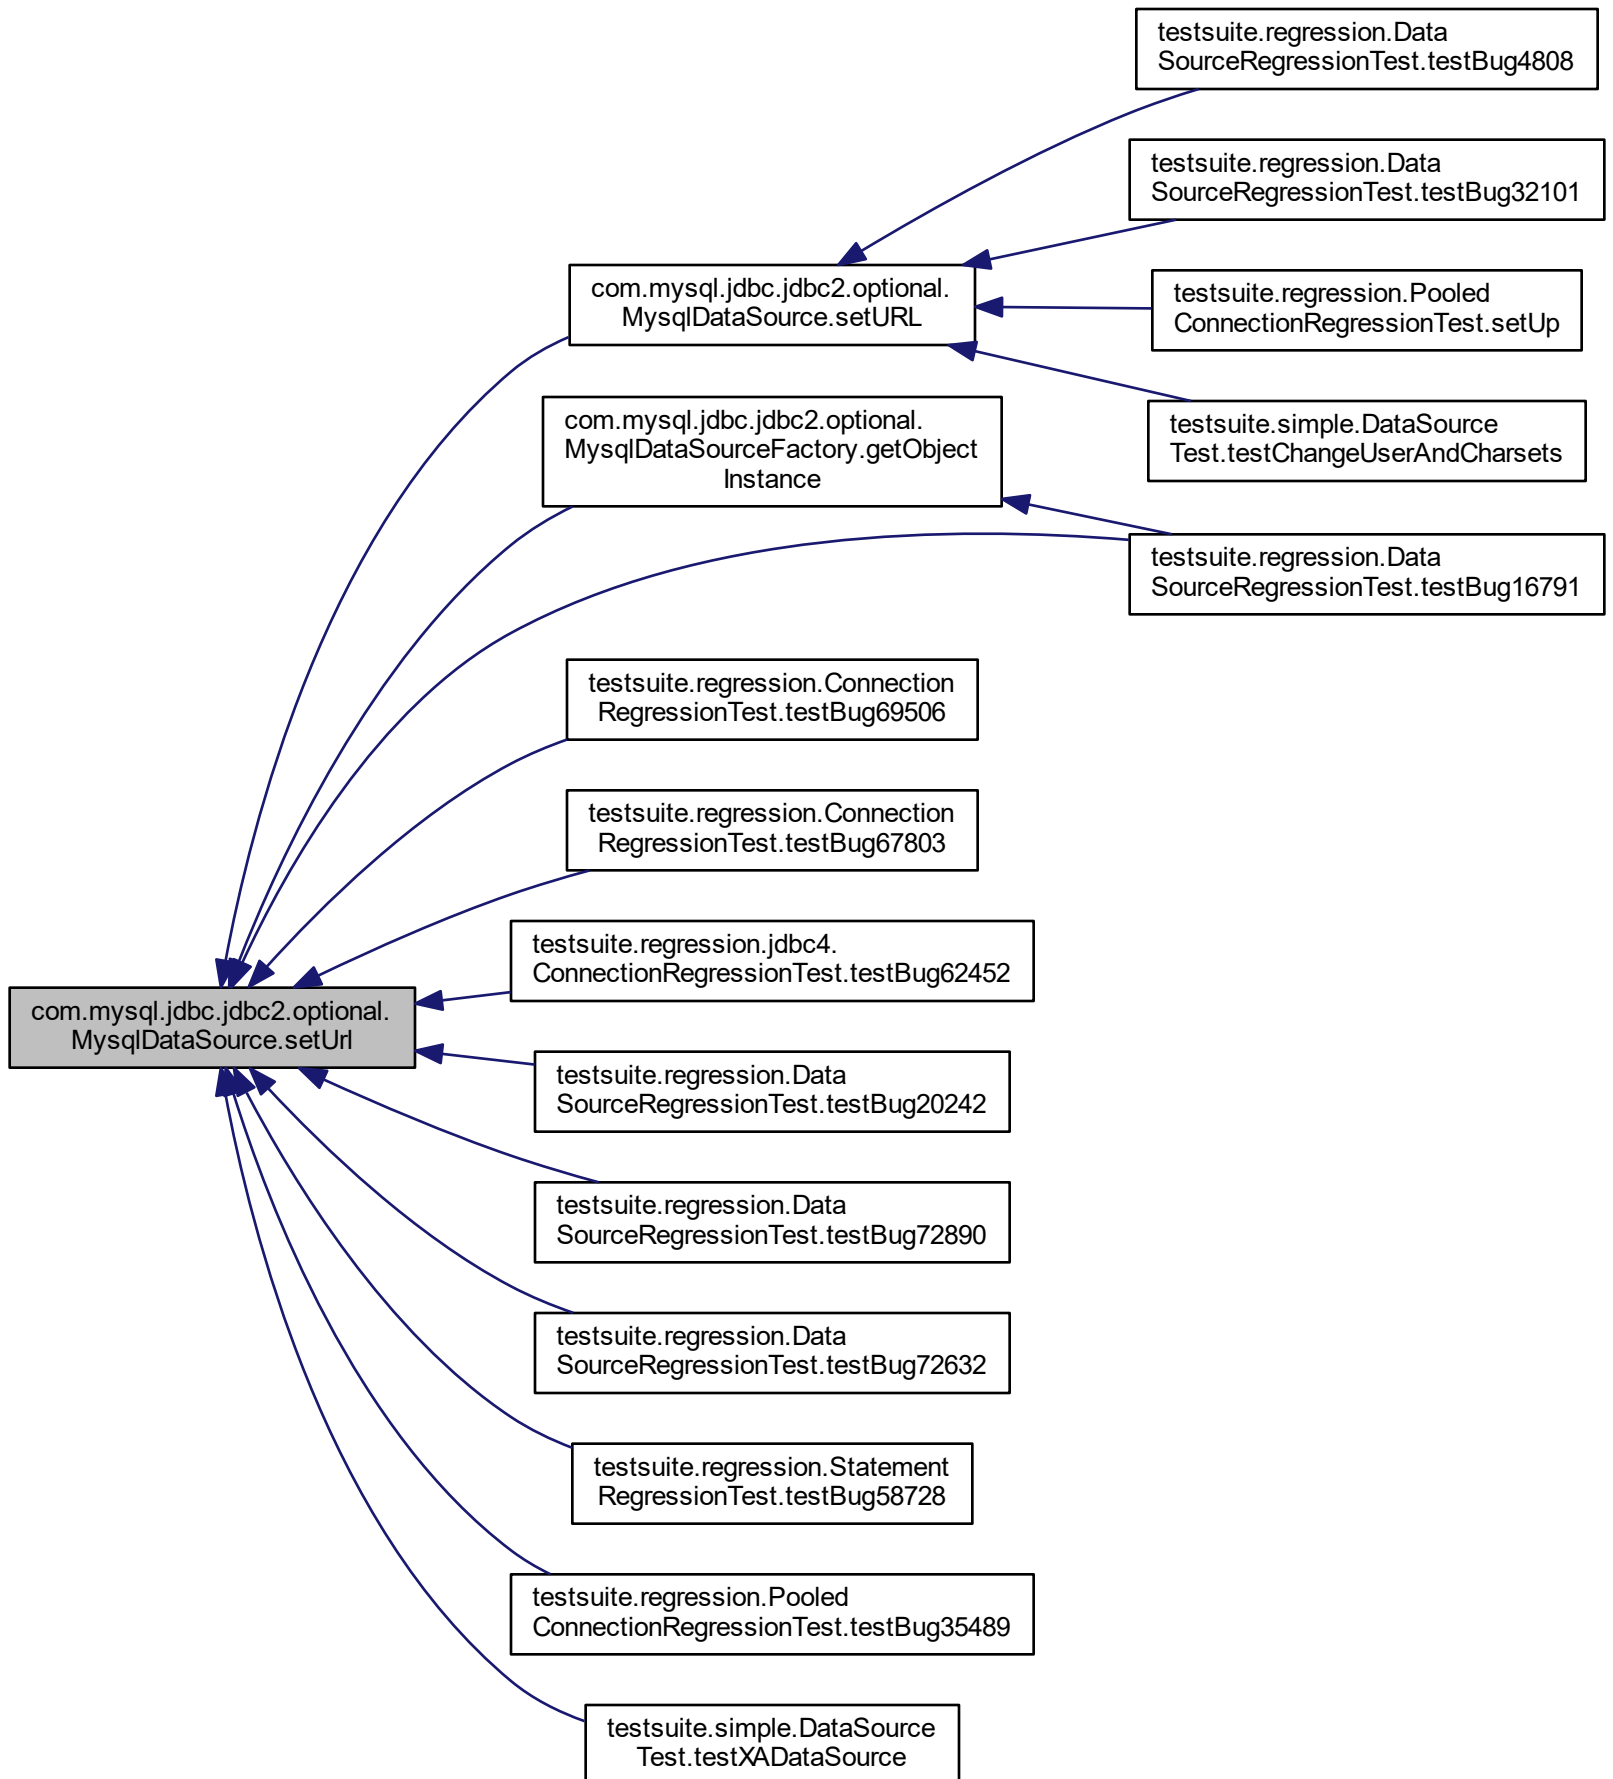 testsuite.regression.Data
SourceRegressionTest.testBug4808
testsuite.regression.Data
SourceRegressionTest.testBug32101
com.mysql.jdbc.jdbc2.optional.
MysqlDataSource.setURL
testsuite.regression.Pooled
ConnectionRegressionTest.setUp
testsuite.simple.DataSource
Test.testChangeUserAndCharsets
com.mysql.jdbc.jdbc2.optional.
MysqlDataSourceFactory.getObject
Instance
testsuite.regression.Data
SourceRegressionTest.testBug16791
testsuite.regression.Connection
RegressionTest.testBug69506
testsuite.regression.Connection
RegressionTest.testBug67803
testsuite.regression.jdbc4.
ConnectionRegressionTest.testBug62452
com.mysql.jdbc.jdbc2.optional.
MysqlDataSource.setUrl
testsuite.regression.Data
SourceRegressionTest.testBug20242
testsuite.regression.Data
SourceRegressionTest.testBug72890
testsuite.regression.Data
SourceRegressionTest.testBug72632
testsuite.regression.Statement
RegressionTest.testBug58728
testsuite.regression.Pooled
ConnectionRegressionTest.testBug35489
testsuite.simple.DataSource
Test.testXADataSource